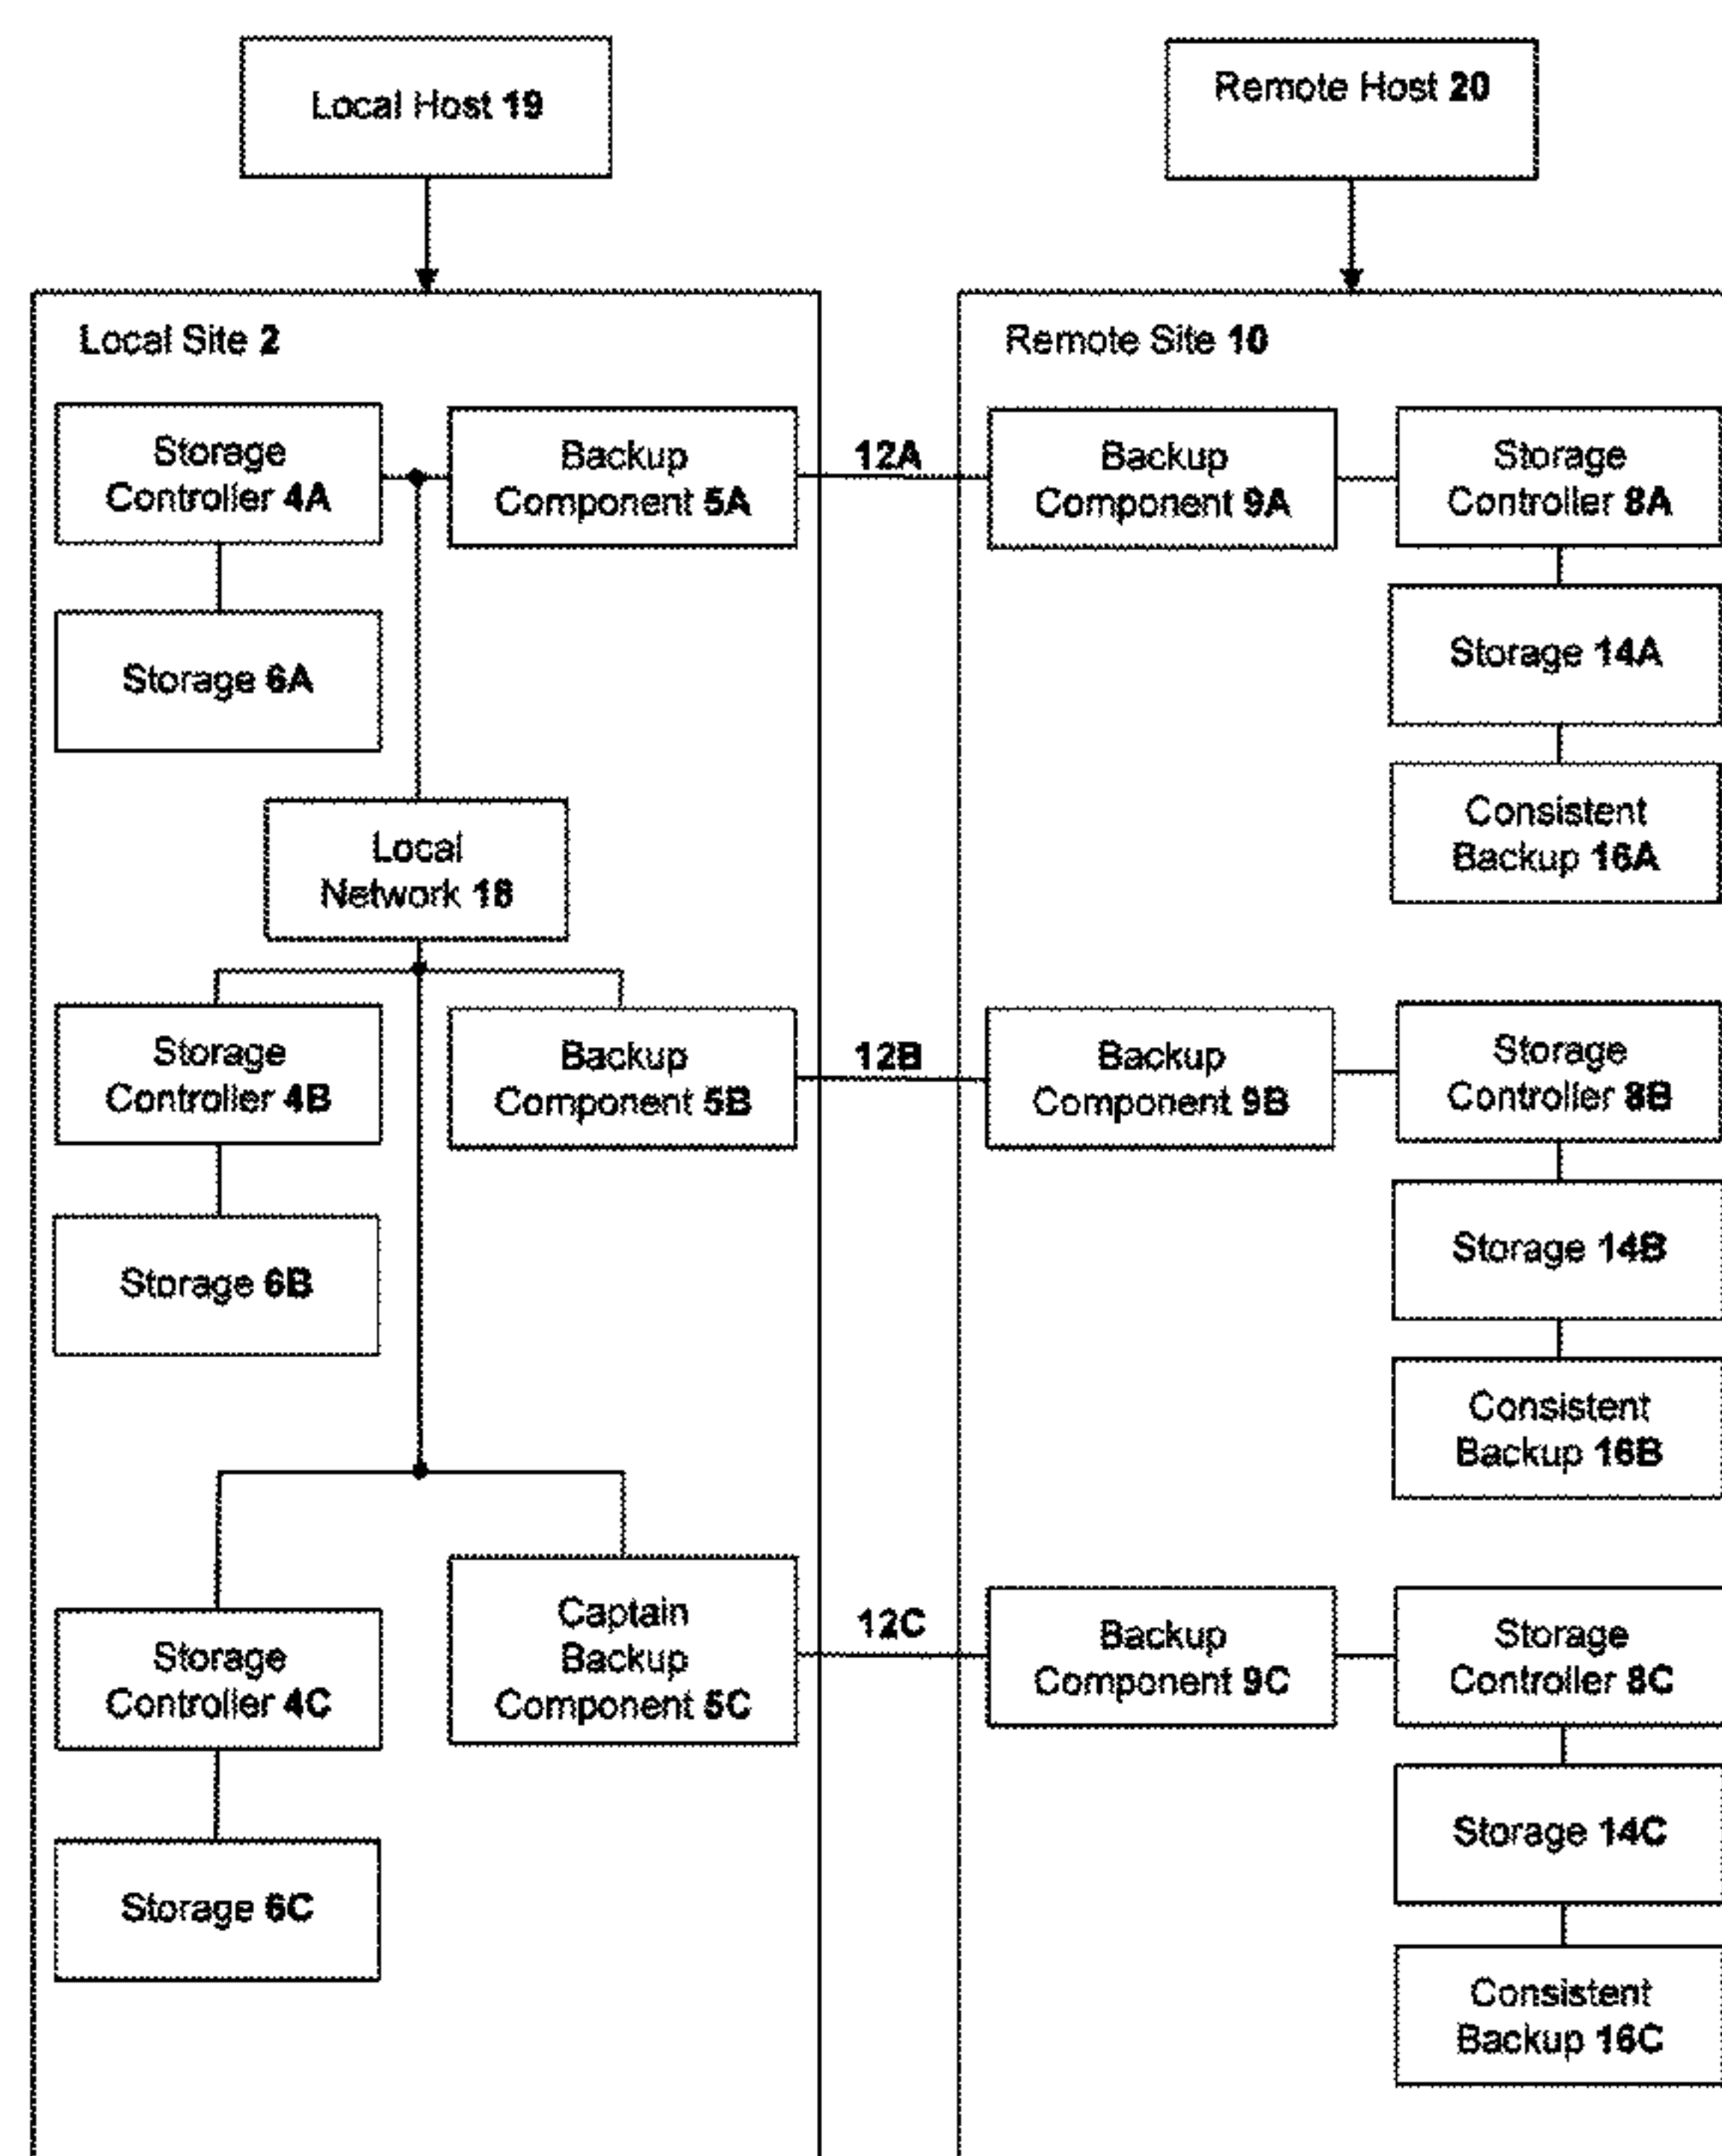 Local Host 19
Remote Host 20
Local Site 2
Remote Site 10
Storage
Controller 4A
Backup
Component 5A
12A
Backup
Component 9A
Storage
Controller 8A
Storage 6A
Storage 14A
Local
Network 18
Consistent
Backup 16A
Storage
Controller 4B
Backup
Component 5B
12B
Backup
Component 9B
Storage
Controller 8B
Storage 6B
Storage 14B
Consistent
Backup 16B
Storage
Controller 4C
Captain
Backup
Component 5C
12C
Backup
Component 9C
Storage
Controller 8C
Storage 6C
Storage 14C
Consistent
Backup 16C